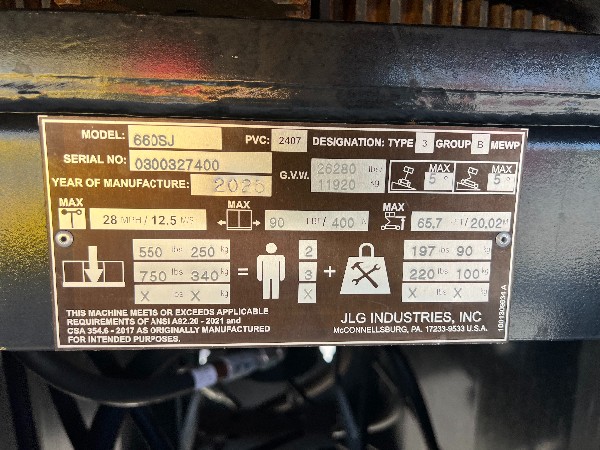 MODEL: 660SJ PVC: 2407 DESIGNATION: TYPE 3 GROUP B MEWP
SERIAL NO: 0300327400 G.V.W. 26280 lbs 5° 5°
YEAR OF MANUFACTURE: 11920 kg
MAX 28 MPH / 12.5 M/S MAX 90 LBF / 400 N MAX 65.7 FT / 20.02 M
550 lbs 250 kg 2 197 lbs 90 kg
750 lbs 340 kg = 3 + 220 lbs 100 kg
X lbs X kg X X lbs X kg
THIS MACHINE MEETS OR EXCEEDS APPLICABLE
REQUIREMENTS OF ANSI A92.20 - 2021 and
CSA 354.6 - 2017 AS ORIGINALLY MANUFACTURED
FOR INTENDED PURPOSES.
JLG INDUSTRIES, INC
McCONNELLSBURG, PA. 17233-9533 U.S.A.